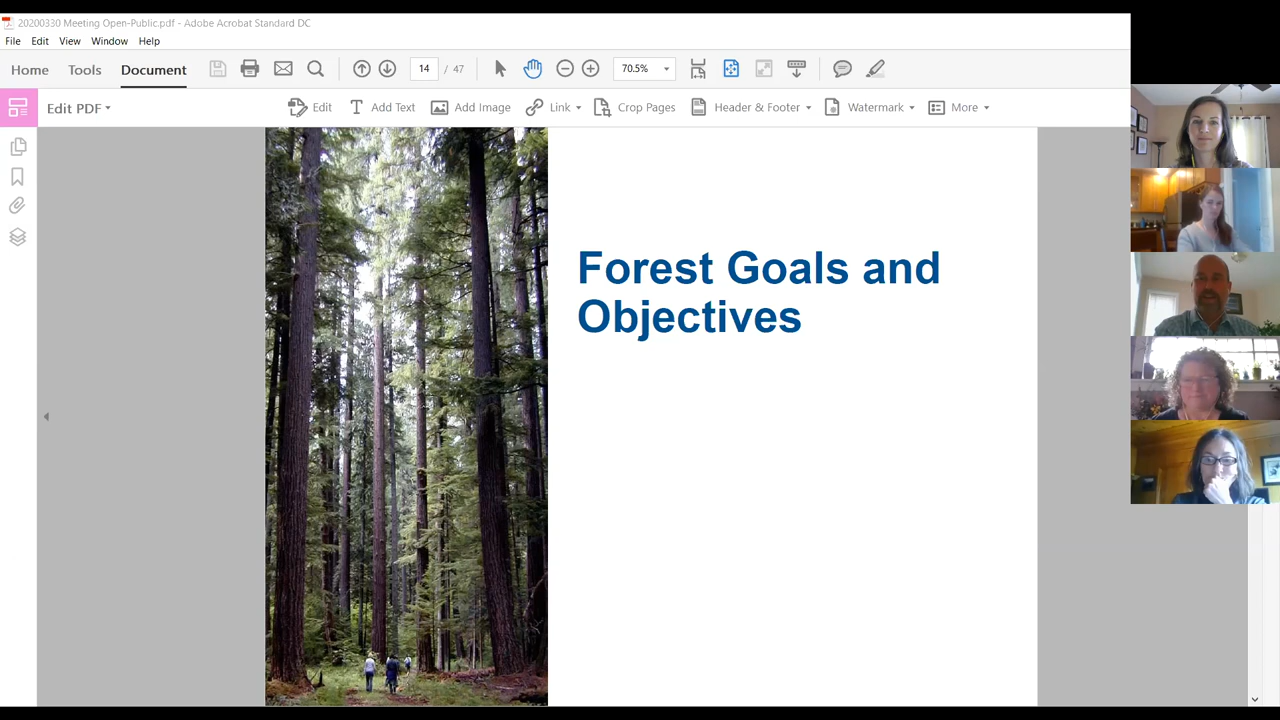 20200330 Meeting Open-Public.pdf - Adobe Acrobat Standard DC
File Edit View Window Help
Home Tools Document 14 / 47 70.5%
Edit PDF Edit Add Text Add Image Link Crop Pages Header & Footer Watermark More
Forest Goals and
Objectives